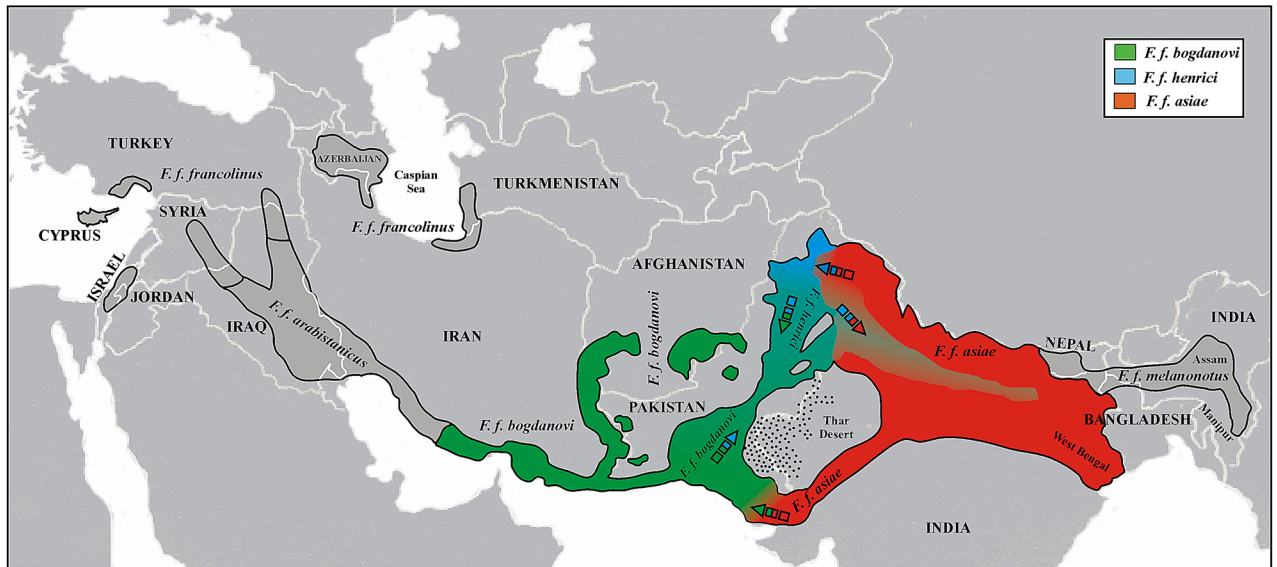 F. f. bogdanovi
F. f. henrici
F. f. asiae
TURKEY
F. f. francolinus
AZERBAIJAN
Caspian
Sea
TURKMENISTAN
SYRIA
CYPRUS
F. f. francolinus
ISRAEL
JORDAN
IRAQ
F. f. arabistanicus
IRAN
AFGHANISTAN
F. f. bogdanovi
F. f. henrici
F. f. asiae
NEPAL
INDIA
Assam
F. f. melanonotus
PAKISTAN
F. f. bogdanovi
F. f. bogdanovi
Thar
Desert
BANGLADESH
Manipur
West Bengal
F. f. asiae
INDIA